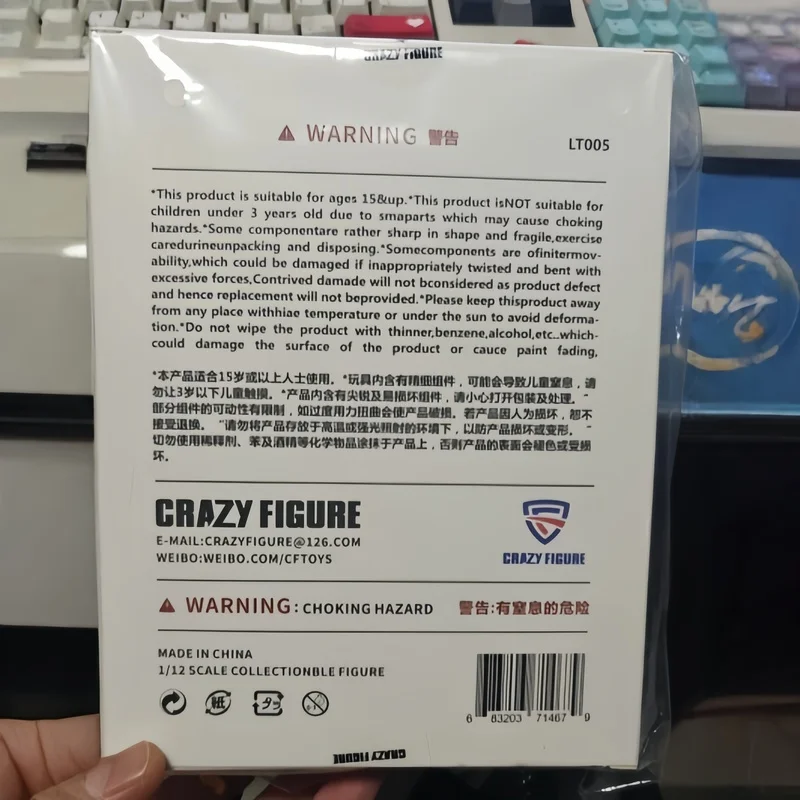 CRAZY FIGURE
WARNING 警告
LT005
*This product is suitable for ages 15&up.*This product isNOT suitable for
children under 3 years old due to smaparts which may cause choking
hazards.*Some componentare rather sharp in shape and fragile,exercise
caredurineunpacking and disposing.*Somecomponents are ofinitermov-
ability,which could be damaged if inappropriately twisted and bent with
excessive forces,Contrived damade will not bconsidered as product defect
and hence replacement will not beprovided.*Please keep thisproduct away
from any place withhiae temperature or under the sun to avoid deforma-
tion.*Do not wipe the product with thinner,benzene,alcohol,etc..which-
could damage the surface of the product or cauce paint fading,
*本产品适合15岁或以上人士使用。*玩具内含有精细组件，可能会导致儿童窒息，请
勿让3岁以下儿童触摸。*产品内含有尖锐及易损坏组件，请小心打开包装及处理。"
部分组件的可动性有限制，如过度用力扭曲会使产品破损。若产品因人为损坏，恕不
接受退换。"请勿将产品存放于高温或强光照射的环境下，以防产品损坏或变形。"
切勿使用稀释剂、苯及酒精等化学物品涂抹于产品上，否则产品的表面会褪色或受损
坏.
CRAZY FIGURE
E-MAIL:CRAZYFIGURE@126.COM
WEIBO:WEIBO.COM/CFTOYS
CRAZY FIGURE
WARNING: CHOKING HAZARD 警告:有窒息的危险
MADE IN CHINA
1/12 SCALE COLLECTIONBLE FIGURE
紙
6 83203 71467 9
CRAZY FIGURE